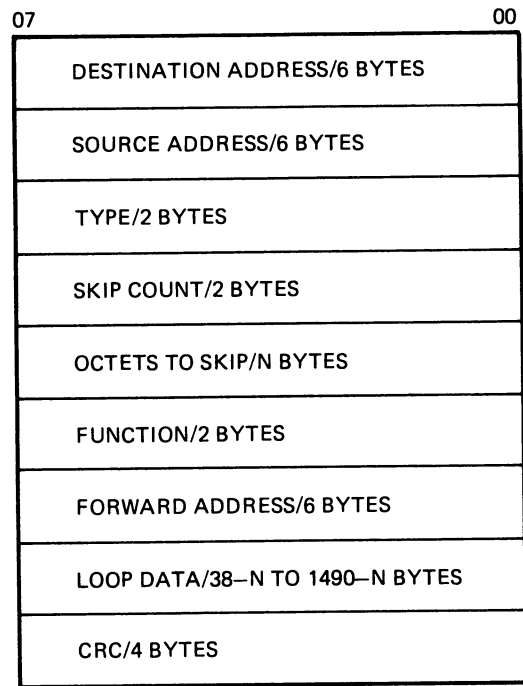 07 00
DESTINATION ADDRESS/6 BYTES
SOURCE ADDRESS/6 BYTES
TYPE/2 BYTES
SKIP COUNT/2 BYTES
OCTETS TO SKIP/N BYTES
FUNCTION/2 BYTES
FORWARD ADDRESS/6 BYTES
LOOP DATA/38–N TO 1490–N BYTES
CRC/4 BYTES